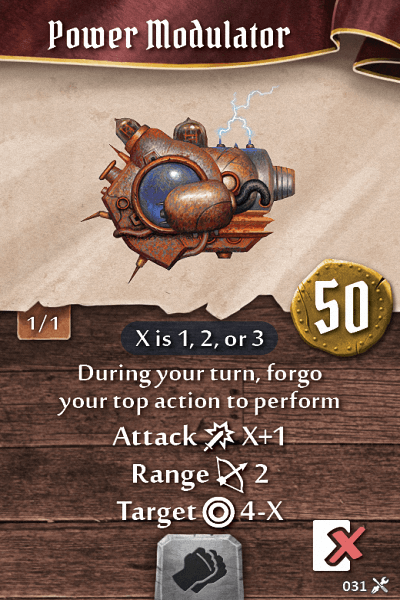 Power Modulator
1/1
50
X is 1, 2, or 3
During your turn, forgo
your top action to perform
Attack X+1
Range 2
Target 4-X
031